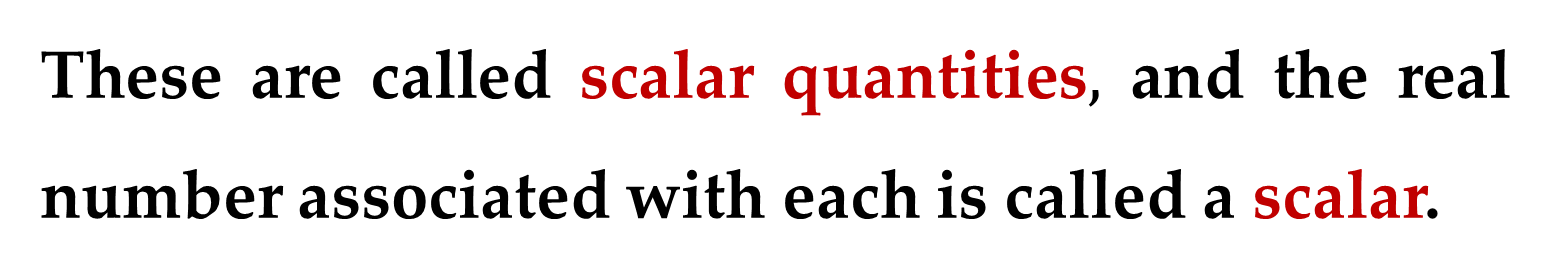 These are called scalar quantities, and the real
number associated with each is called a scalar.